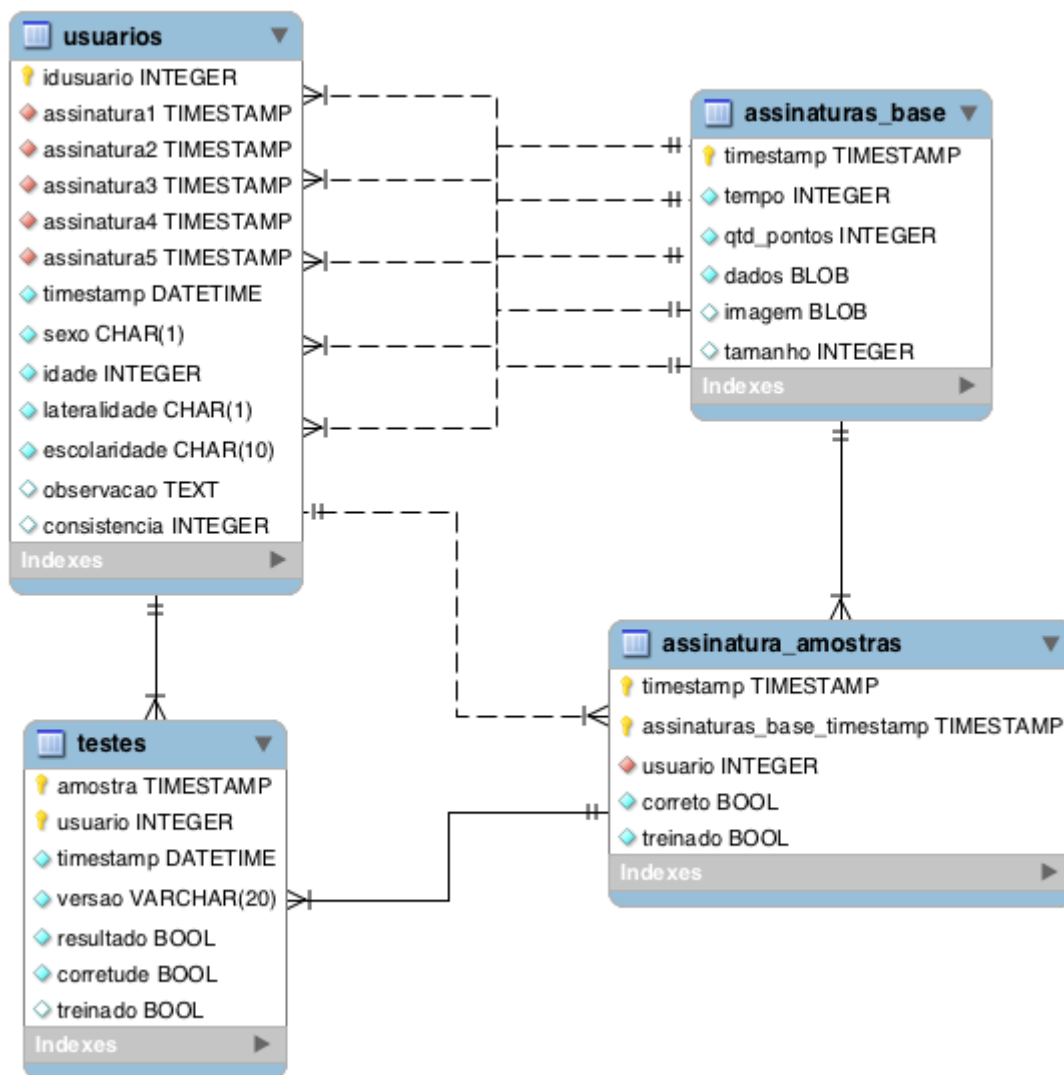 usuarios
idusuario INTEGER
assinatura1 TIMESTAMP
assinatura2 TIMESTAMP
assinatura3 TIMESTAMP
assinatura4 TIMESTAMP
assinatura5 TIMESTAMP
timestamp DATETIME
sexo CHAR(1)
idade INTEGER
lateralidade CHAR(1)
escolaridade CHAR(10)
observacao TEXT
consistencia INTEGER
Indexes
assinaturas_base
timestamp TIMESTAMP
tempo INTEGER
qtd_pontos INTEGER
dados BLOB
imagem BLOB
tamanho INTEGER
Indexes
testes
amostra TIMESTAMP
usuario INTEGER
timestamp DATETIME
versao VARCHAR(20)
resultado BOOL
corretude BOOL
treinado BOOL
Indexes
assinatura_amostras
timestamp TIMESTAMP
assinaturas_base_timestamp TIMESTAMP
usuario INTEGER
correto BOOL
treinado BOOL
Indexes